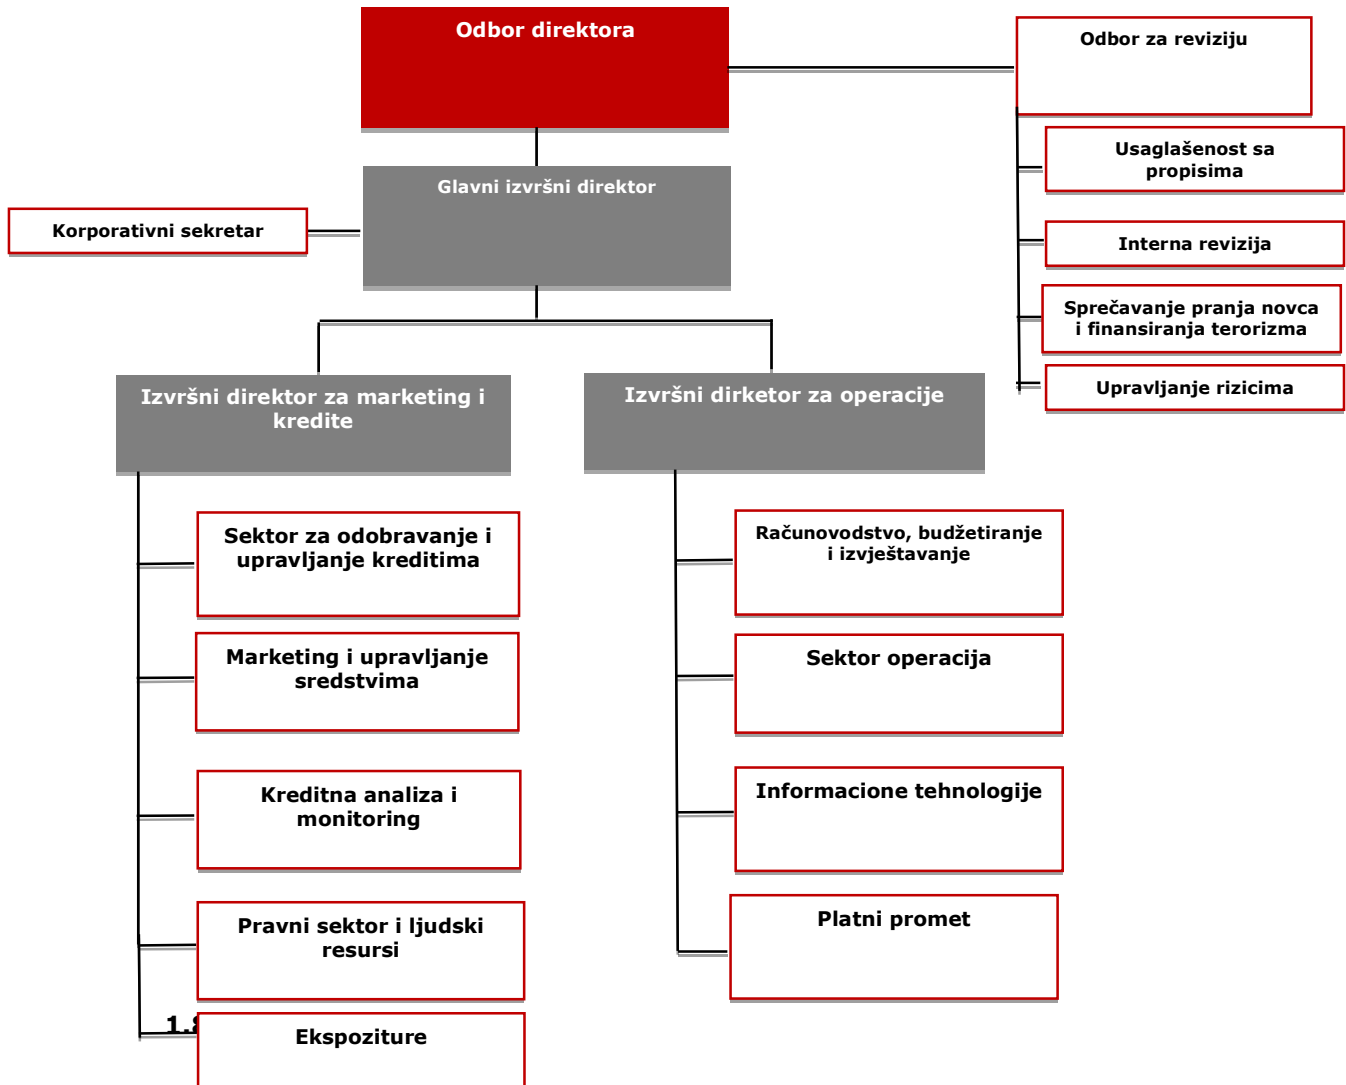 Odbor direktora
Odbor za reviziju
Usaglašenost sa
propisima
Glavni izvršni direktor
Korporativni sekretar
Interna revizija
Sprečavanje pranja novca
i finansiranja terorizma
Upravljanje rizicima
Izvršni direktor za marketing i
kredite
Izvršni dirketor za operacije
Sektor za odobravanje i
upravljanje kreditima
Računovodstvo, budžetiranje
i izvještavanje
Marketing i upravljanje
sredstvima
Sektor operacija
Kreditna analiza i
monitoring
Informacione tehnologije
Pravni sektor i ljudski
resursi
Platni promet
Ekspoziture